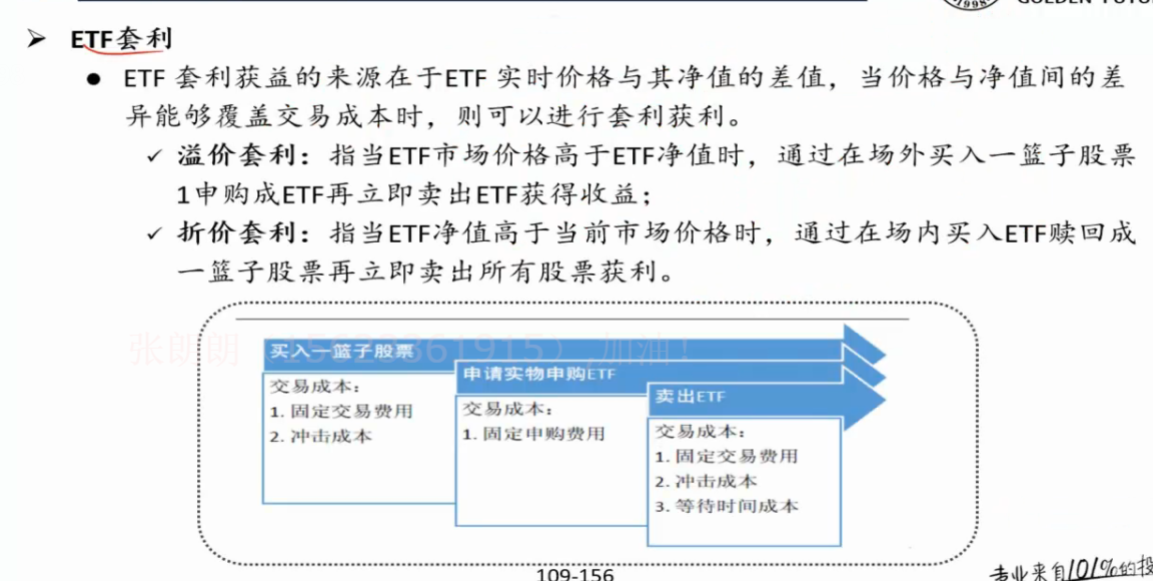 1998
GOLDEN FUTU
➢ ETF套利
● ETF 套利获益的来源在于ETF 实时价格与其净值的差值，当价格与净值间的差
异能够覆盖交易成本时，则可以进行套利获利。
✓ 溢价套利：指当ETF市场价格高于ETF净值时，通过在场外买入一篮子股票
1申购成ETF再立即卖出ETF获得收益；
✓ 折价套利：指当ETF净值高于当前市场价格时，通过在场内买入ETF赎回成
一篮子股票再立即卖出所有股票获利。
张朗朗
加油！
买入一篮子股票
交易成本：
1. 固定交易费用
2. 冲击成本
申请实物申购ETF
交易成本：
1. 固定申购费用
卖出ETF
交易成本：
1. 固定交易费用
2. 冲击成本
3. 等待时间成本
109-156
专业来自101%的投